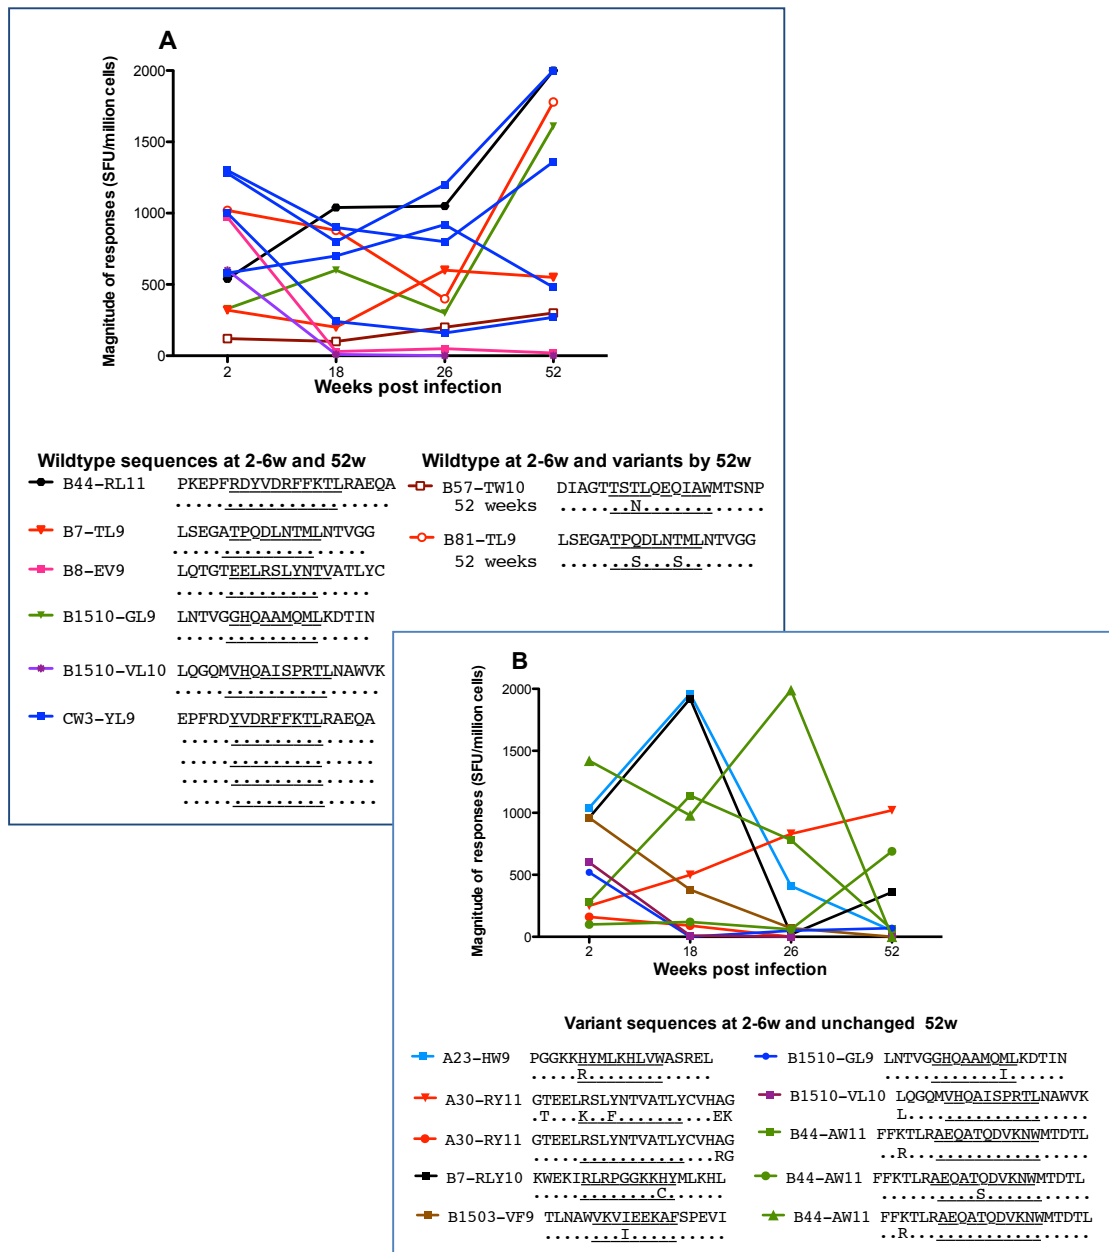 A
Magnitude of responses (SFU/million cells)
2000
1500
1000
500
0
2 18 26 52
Weeks post infection
Wildtype sequences at 2-6w and 52w
B44-RL11 PKEPFRDYVDRFFKTLRAEQA
.....................
B7-TL9 LSEGATPQDLNTMLNTVGG
...................
B8-EV9 LQTGTEELRSLYNTVATLYC
...................
B1510-GL9 LNTVGGHQAAMQMLKDTIN
...................
B1510-VL10 LQGQMVHQAISPRTLNAWVK
....................
CW3-YL9 EPFRDYVDRFFKTLRAEQA
...................
...................
...................
...................
Wildtype at 2-6w and variants by 52w
B57-TW10 DIAGTTSTLQEQIAWMTSNP
52 weeks .......N............
B81-TL9 LSEGATPQDLNTMLNTVGG
52 weeks .......S...S.......
B
Magnitude of responses (SFU/million cells)
2000
1500
1000
500
0
2 18 26 52
Weeks post infection
Variant sequences at 2-6w and unchanged 52w
A23-HW9 PGGKKHYMLKHLVWASREL
.....R.............
A30-RY11 GTEELRSLYNTVATLYCVHAG
.T...K..F..........EK
A30-RY11 GTEELRSLYNTVATLYCVHAG
...................RG
B7-RLY10 KWEKIRLRPGGKKHYMLKHL
.............C......
B1503-VF9 TLNAWVKVIEEKAFSPEVI
........I..........
B1510-GL9 LNTVGGHQAAMQMLKDTIN
............I......
B1510-VL10 LQGQMVHQAISPRTLNAWVK
L...................
B44-AW11 FFKTLRAEQATQDVKNWMTDTL
..R...................
B44-AW11 FFKTLRAEQATQDVKNWMTDTL
...........S..........
B44-AW11 FFKTLRAEQATQDVKNWMTDTL
..R...................